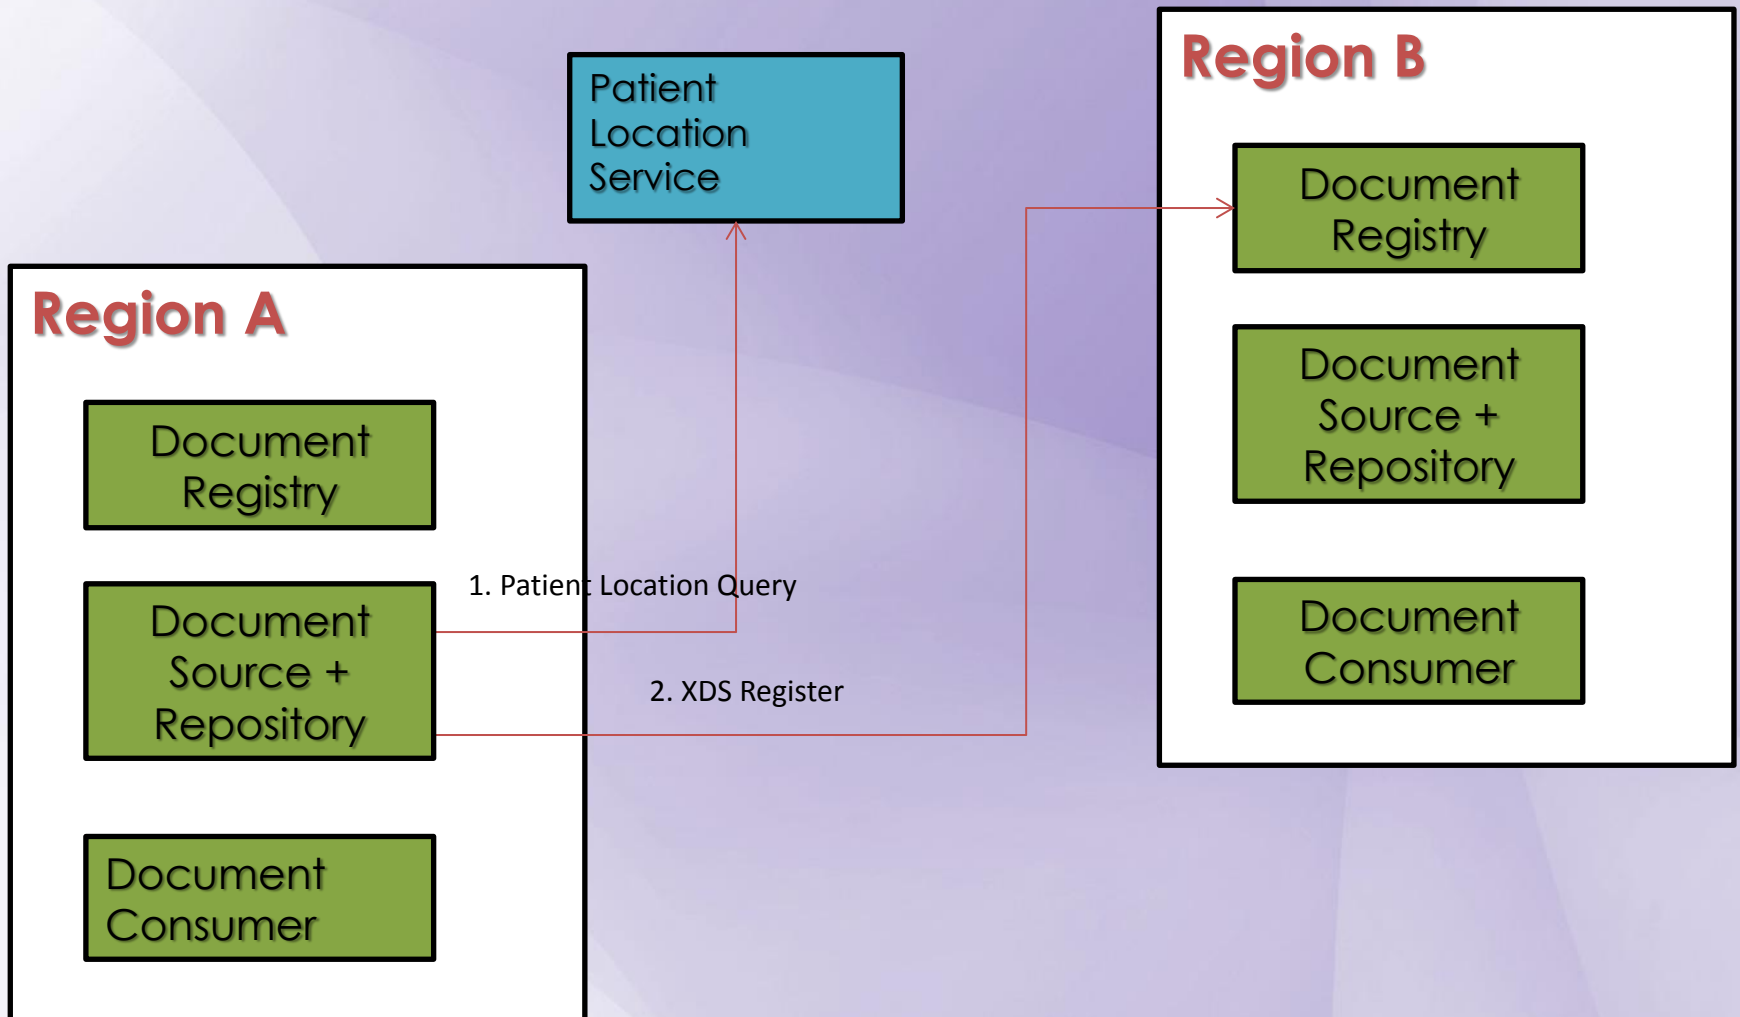 Patient
Location
Service
Region B
Document
Registry
Document
Source +
Repository
Document
Consumer
Region A
Document
Registry
Document
Source +
Repository
Document
Consumer
1. Patient Location Query
2. XDS Register